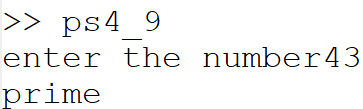 >> ps4_9
enter the number43
prime